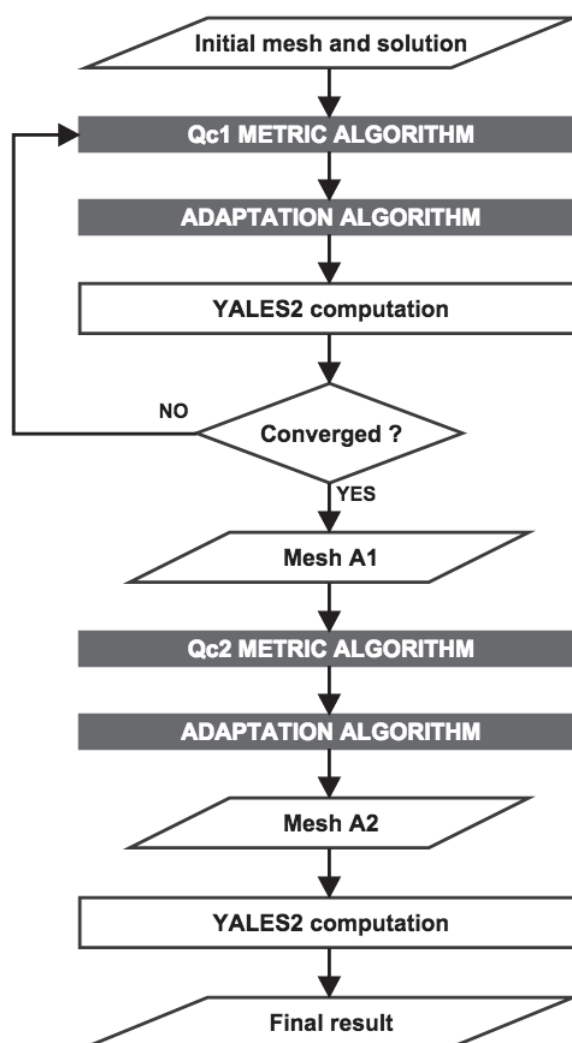 Initial mesh and solution
Qc1 METRIC ALGORITHM
ADAPTATION ALGORITHM
YALES2 computation
NO
Converged ?
YES
Mesh A1
Qc2 METRIC ALGORITHM
ADAPTATION ALGORITHM
Mesh A2
YALES2 computation
Final result